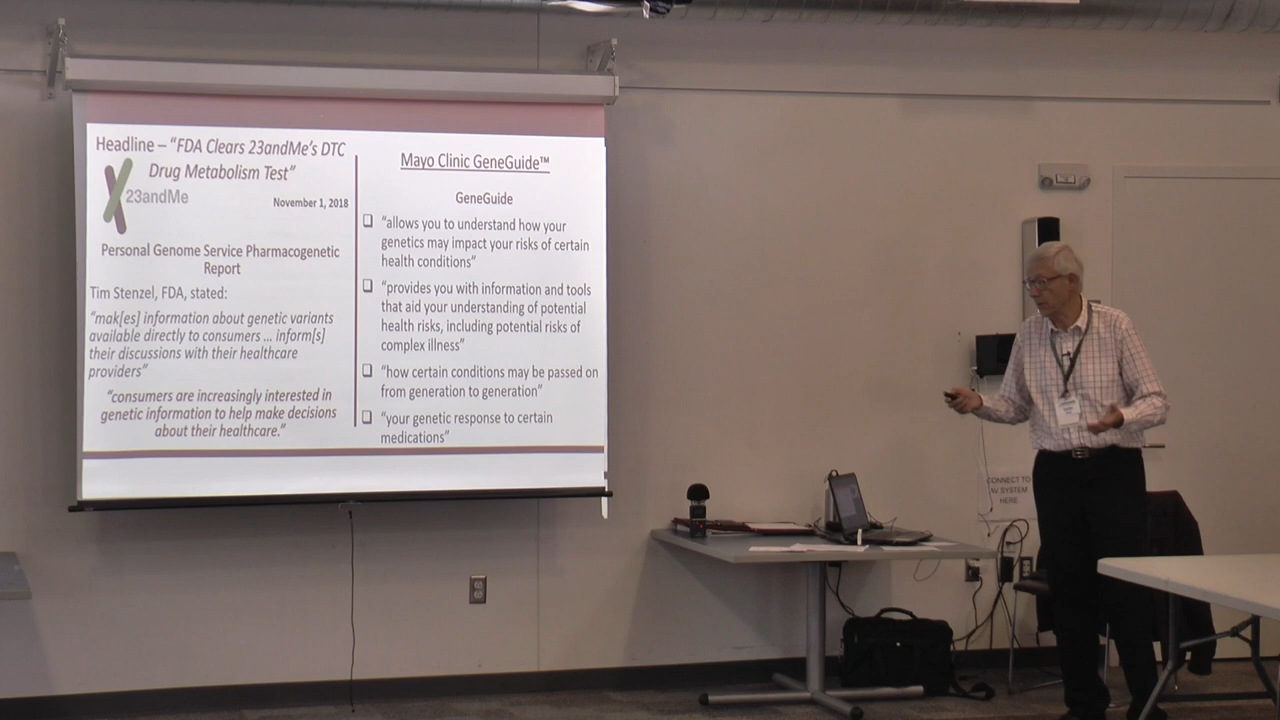 Headline – “FDA Clears 23andMe’s DTC
Drug Metabolism Test”
23andMe
November 1, 2018
Personal Genome Service Pharmacogenetic
Report
Tim Stenzel, FDA, stated:
“mak[es] information about genetic variants
available directly to consumers ... inform[s]
their discussions with their healthcare
providers”
“consumers are increasingly interested in
genetic information to help make decisions
about their healthcare.”
Mayo Clinic GeneGuide™
GeneGuide
“allows you to understand how your
genetics may impact your risks of certain
health conditions”
“provides you with information and tools
that aid your understanding of potential
health risks, including potential risks of
complex illness”
“how certain conditions may be passed on
from generation to generation”
“your genetic response to certain
medications”
CONNECT TO
AV SYSTEM
HERE